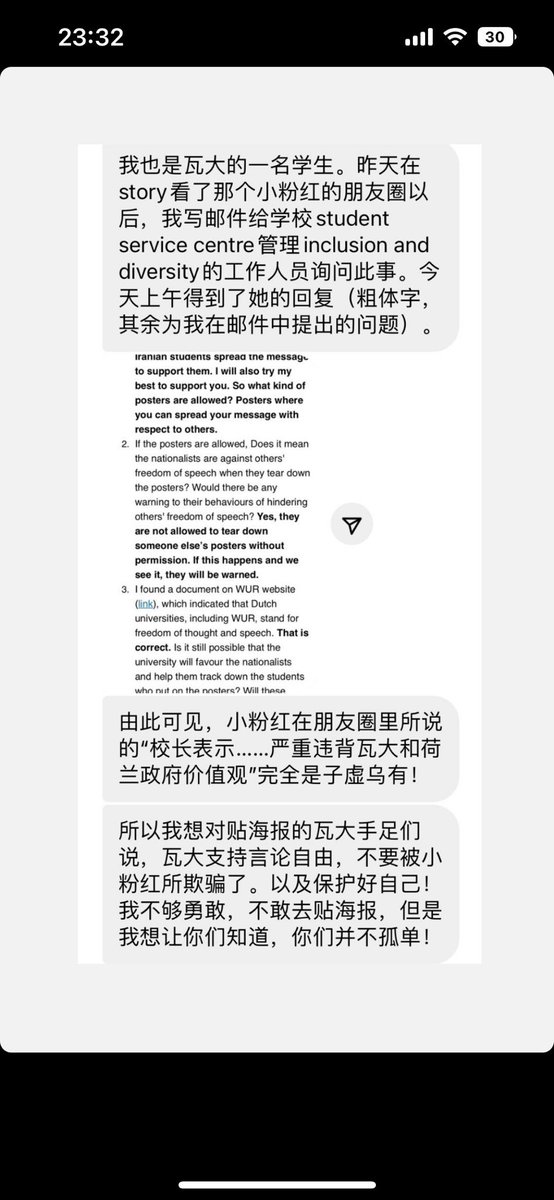 23:32
30
我也是瓦大的一名学生。昨天在
story看了那个小粉红的朋友圈以
后，我写邮件给学校student
service centre管理inclusion and
diversity的工作人员询问此事。今
天上午得到了她的回复（粗体字，
其余为我在邮件中提出的问题）。
Iranian students spread the message
to support them. I will also try my
best to support you. So what kind of
posters are allowed? Posters where
you can spread your message with
respect to others.
2. If the posters are allowed, Does it mean
the nationalists are against others'
freedom of speech when they tear down
the posters? Would there be any
warning to their behaviours of hindering
others' freedom of speech? Yes, they
are not allowed to tear down
someone else's posters without
permission. If this happens and we
see it, they will be warned.
3. I found a document on WUR website
(link), which indicated that Dutch
universities, including WUR, stand for
freedom of thought and speech. That is
correct. Is it still possible that the
university will favour the nationalists
and help them track down the students
who put on the posters? Will these
由此可见，小粉红在朋友圈里所说
的“校长表示……严重违背瓦大和荷
兰政府价值观”完全是子虚乌有！
所以我想对贴海报的瓦大手足们
说，瓦大支持言论自由，不要被小
粉红所欺骗了。以及保护好自己！
我不够勇敢，不敢去贴海报，但是
我想让你们知道，你们并不孤单！